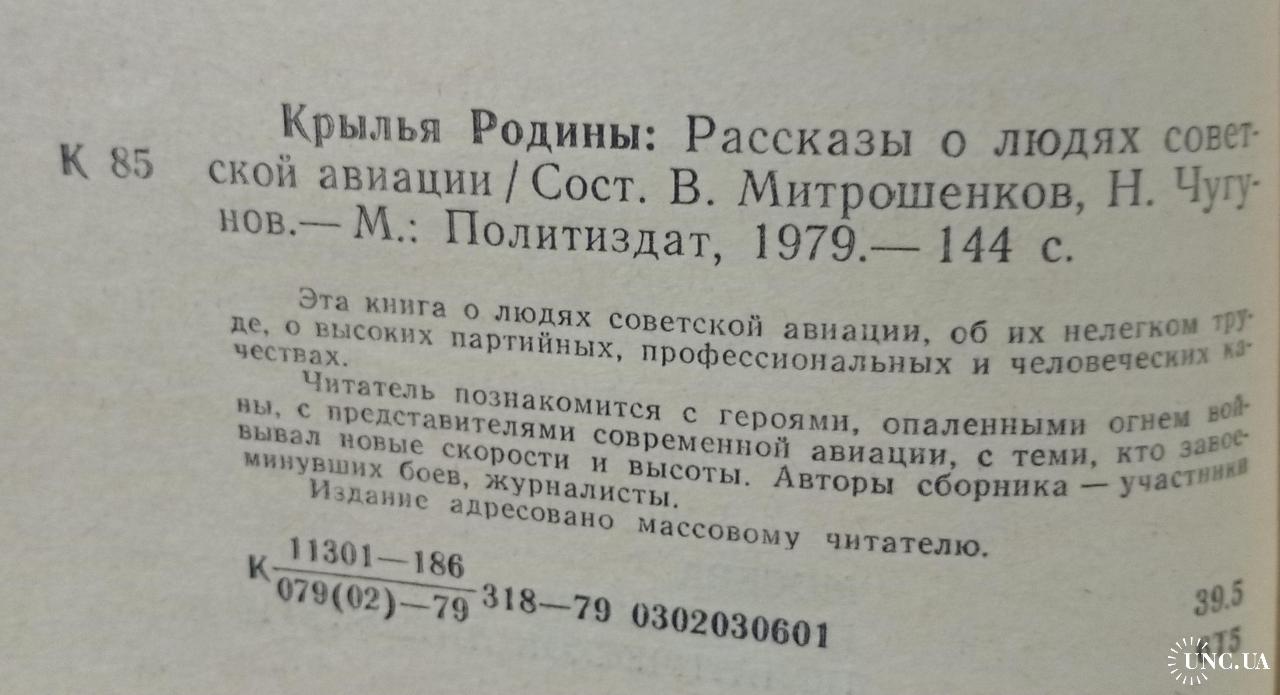 Крылья Родины: Рассказы о людях совет-
К 85 ской авиации / Сост. В. Митрошенков, Н. Чугу-
нов.— М.: Политиздат, 1979.— 144 с.
Эта книга о людях советской авиации, об их нелегком тру-
де, о высоких партийных, профессиональных и человеческих ка-
чествах.
Читатель познакомится с героями, опаленными огнем вой-
ны, с представителями современной авиации, с теми, кто завое-
вывал новые скорости и высоты. Авторы сборника — участники
минувших боев, журналисты.
Издание адресовано массовому читателю.
К 11301—186
079(02)—79 318—79 0302030601
39.5
UNC.UA